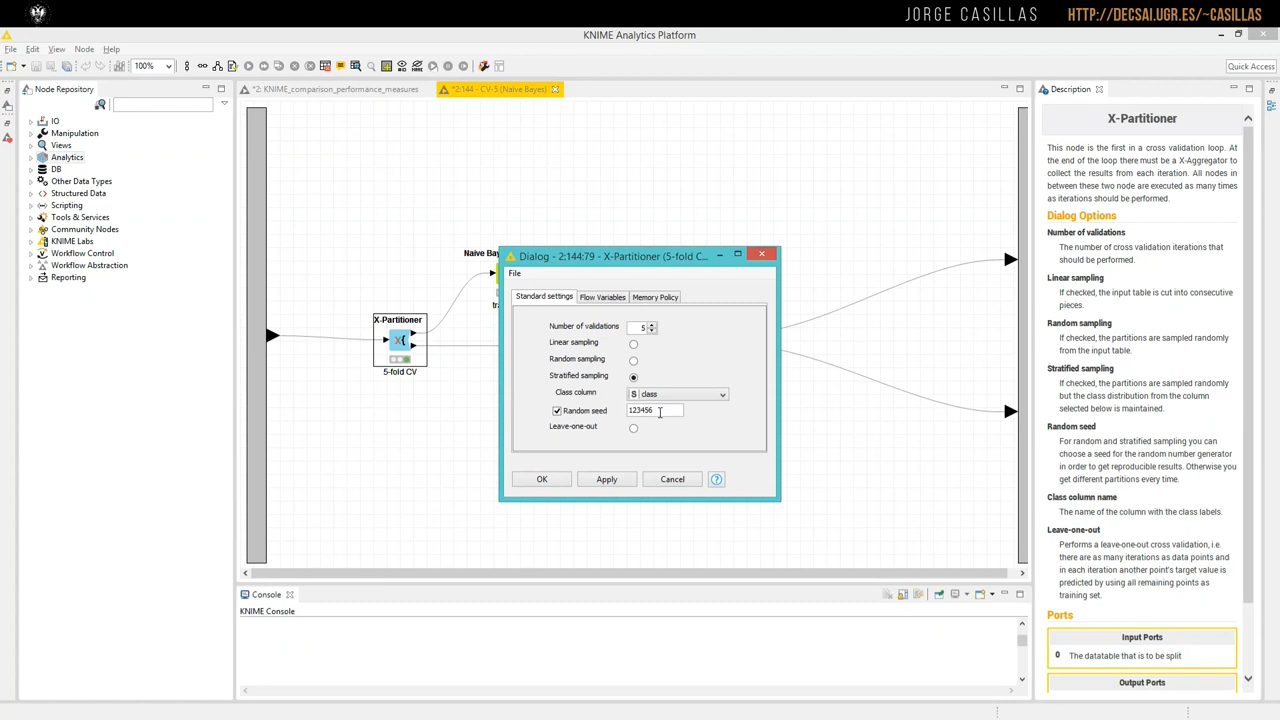 JORGE CASILLAS
HTTP://DECSAI.UGR.ES/~CASILLAS
KNIME Analytics Platform
File Edit View Node Help
100%
Quick Access
Node Repository
*2: KNIME_comparison_performance_measures
*2:144 - CV-5 (Naive Bayes)
Description
IO
Manipulation
Views
Analytics
DB
Other Data Types
Structured Data
Scripting
Tools & Services
Community Nodes
KNIME Labs
Workflow Control
Workflow Abstraction
Reporting
Naive Bay
X-Partitioner
5-fold CV
Dialog - 2:144:79 - X-Partitioner (5-fold C...
File
Standard settings
Flow Variables
Memory Policy
Number of validations 5
Linear sampling
Random sampling
Stratified sampling
Class column S class
Random seed 123456
Leave-one-out
OK
Apply
Cancel
?
X-Partitioner
This node is the first in a cross validation loop. At
the end of the loop there must be a X-Aggregator
to collect the results from each iteration. All nodes in
between these two node are executed as many
times as iterations should be performed.
Dialog Options
Number of validations
The number of cross validation iterations that
should be performed.
Linear sampling
If checked, the input table is cut into consecutive
pieces.
Random sampling
If checked, the partitions are sampled randomly
from the input table.
Stratified sampling
If checked, the partitions are sampled randomly
but the class distribution from the column
selected below is maintained.
Random seed
For random and stratified sampling you can
choose a seed for the random number generator
in order to get reproducible results. Otherwise you
get different partitions every time.
Class column name
The name of the column with the class labels.
Leave-one-out
Performs a leave-one-out cross validation, i.e.
there are as many iterations as data points and
in each iteration another point's target value is
predicted by using all remaining points as
training set.
Ports
Input Ports
0 The datatable that is to be split
Output Ports
Console
KNIME Console